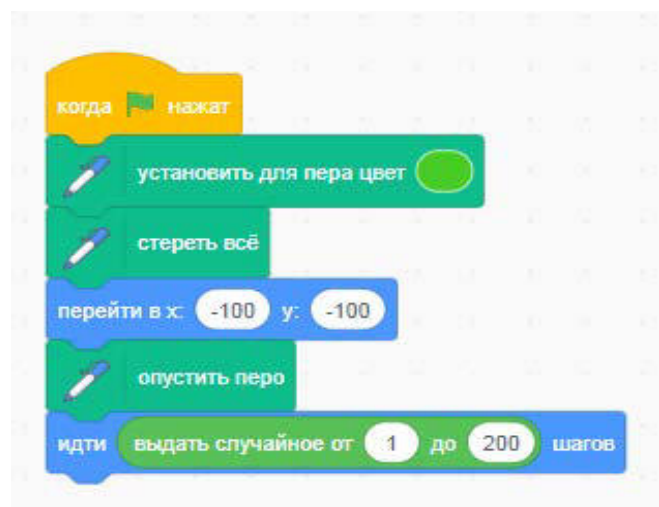 когда нажат
установить для пера цвет
стереть всё
перейти в x: -100 y: -100
опустить перо
идти выдать случайное от 1 до 200 шагов